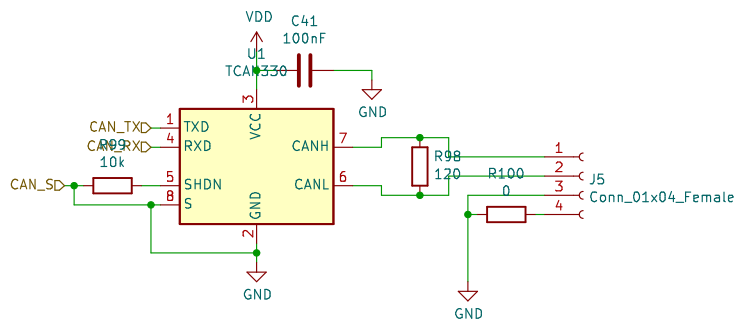 VDD
C41
100nF
U1
TCAN330
GND
3
VCC
CAN_TX
1
TXD
CAN_RX
4
RXD
R99
10k
CAN_S
5
SHDN
8
S
GND
2
GND
7
CANH
6
CANL
R98
120
R100
0
1
2
3
4
J5
Conn_01x04_Female
GND